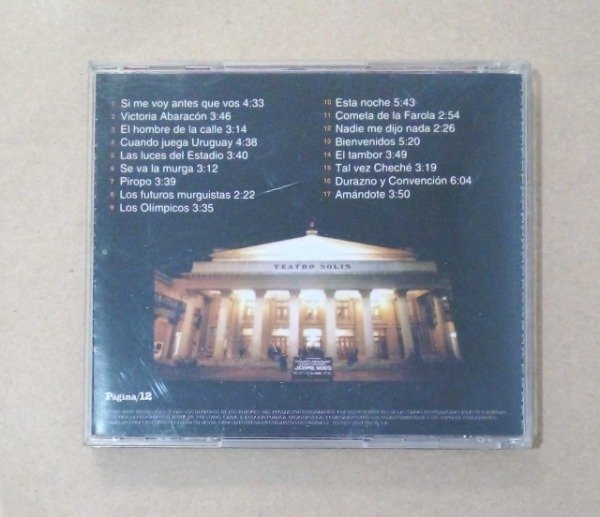 1 Si me voy antes que vos 4:33
2 Victoria Abaracón 3:46
3 El hombre de la calle 3:14
4 Cuando juega Uruguay 4:38
5 Las luces del Estadio 3:40
6 Se va la murga 3:12
7 Piropo 3:39
8 Los futuros murguistas 2:22
9 Los Olímpicos 3:35
10 Esta noche 5:43
11 Cometa de la Farola 2:54
12 Nadie me dijo nada 2:26
13 Bienvenidos 5:20
14 El tambor 3:49
15 Tal vez Cheché 3:19
16 Durazno y Convención 6:04
17 Amándote 3:50
TEATRO SOLIS
JAIME ROOS
Página/12